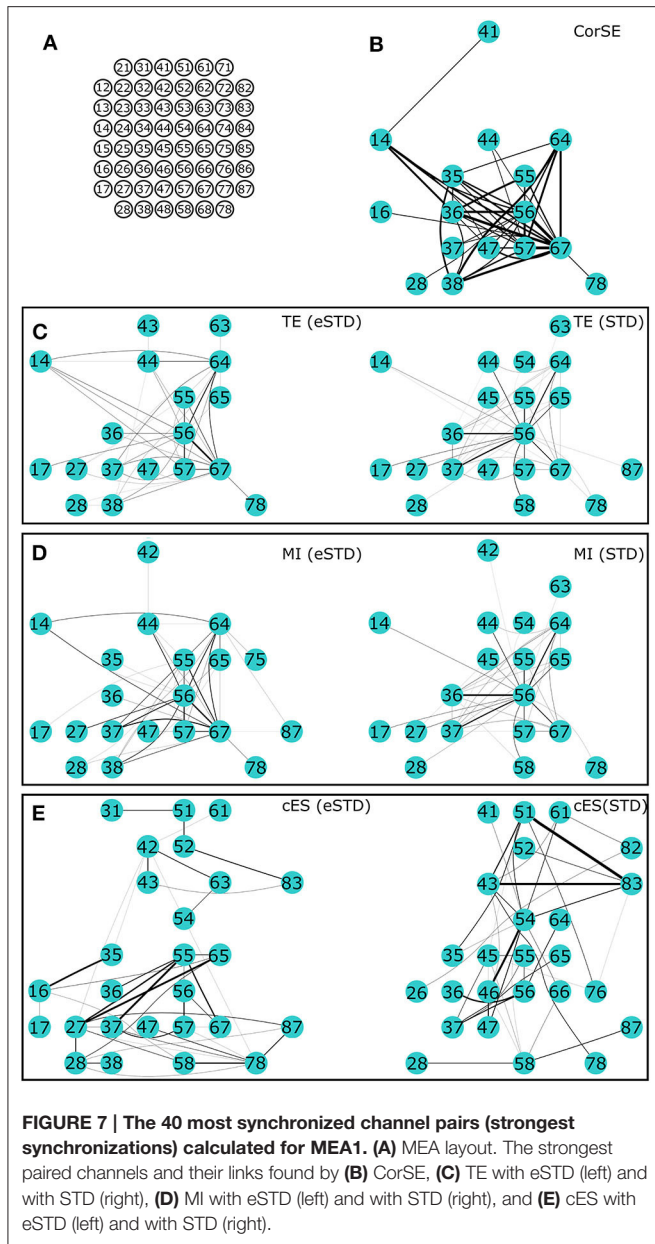 A
21 31 41 51 61 71
12 22 32 42 52 62 72 82
13 23 33 43 53 63 73 83
14 24 34 44 54 64 74 84
15 25 35 45 55 65 75 85
16 26 36 46 56 66 76 86
17 27 37 47 57 67 77 87
28 38 48 58 68 78
B
CorSE
41
14 44 64
35 55
16 36 56
37 47 57 67
28 38 78
C
TE (eSTD)
43 63
14 44 64
55 65
36 56
17 27 37 47 57 67
28 38 78
TE (STD)
63
14 44 54 64
45 55 65
36 56
17 27 37 47 57 67 87
28 58 78
D
MI (eSTD)
42
14 44 64
35 55 65 75
36 56
17 27 37 47 57 67 87
28 38 78
MI (STD)
42
63
14 44 54 64
45 55 65
36 56
17 27 37 57 67
28 58 78
E
cES (eSTD)
31 51 61
42 52
43 63 83
54
35 55 65
16 36 56
17 27 37 47 57 67 87
28 38 58 78
cES(STD)
41 51 61
52 82
43 83
54 64
35 45 55 65
26 36 46 56 66 76
37 47 87
28 58 78
FIGURE 7 | The 40 most synchronized channel pairs (strongest
synchronizations) calculated for MEA1. (A) MEA layout. The strongest
paired channels and their links found by (B) CorSE, (C) TE with eSTD (left) and
with STD (right), (D) MI with eSTD (left) and with STD (right), and (E) cES with
eSTD (left) and with STD (right).